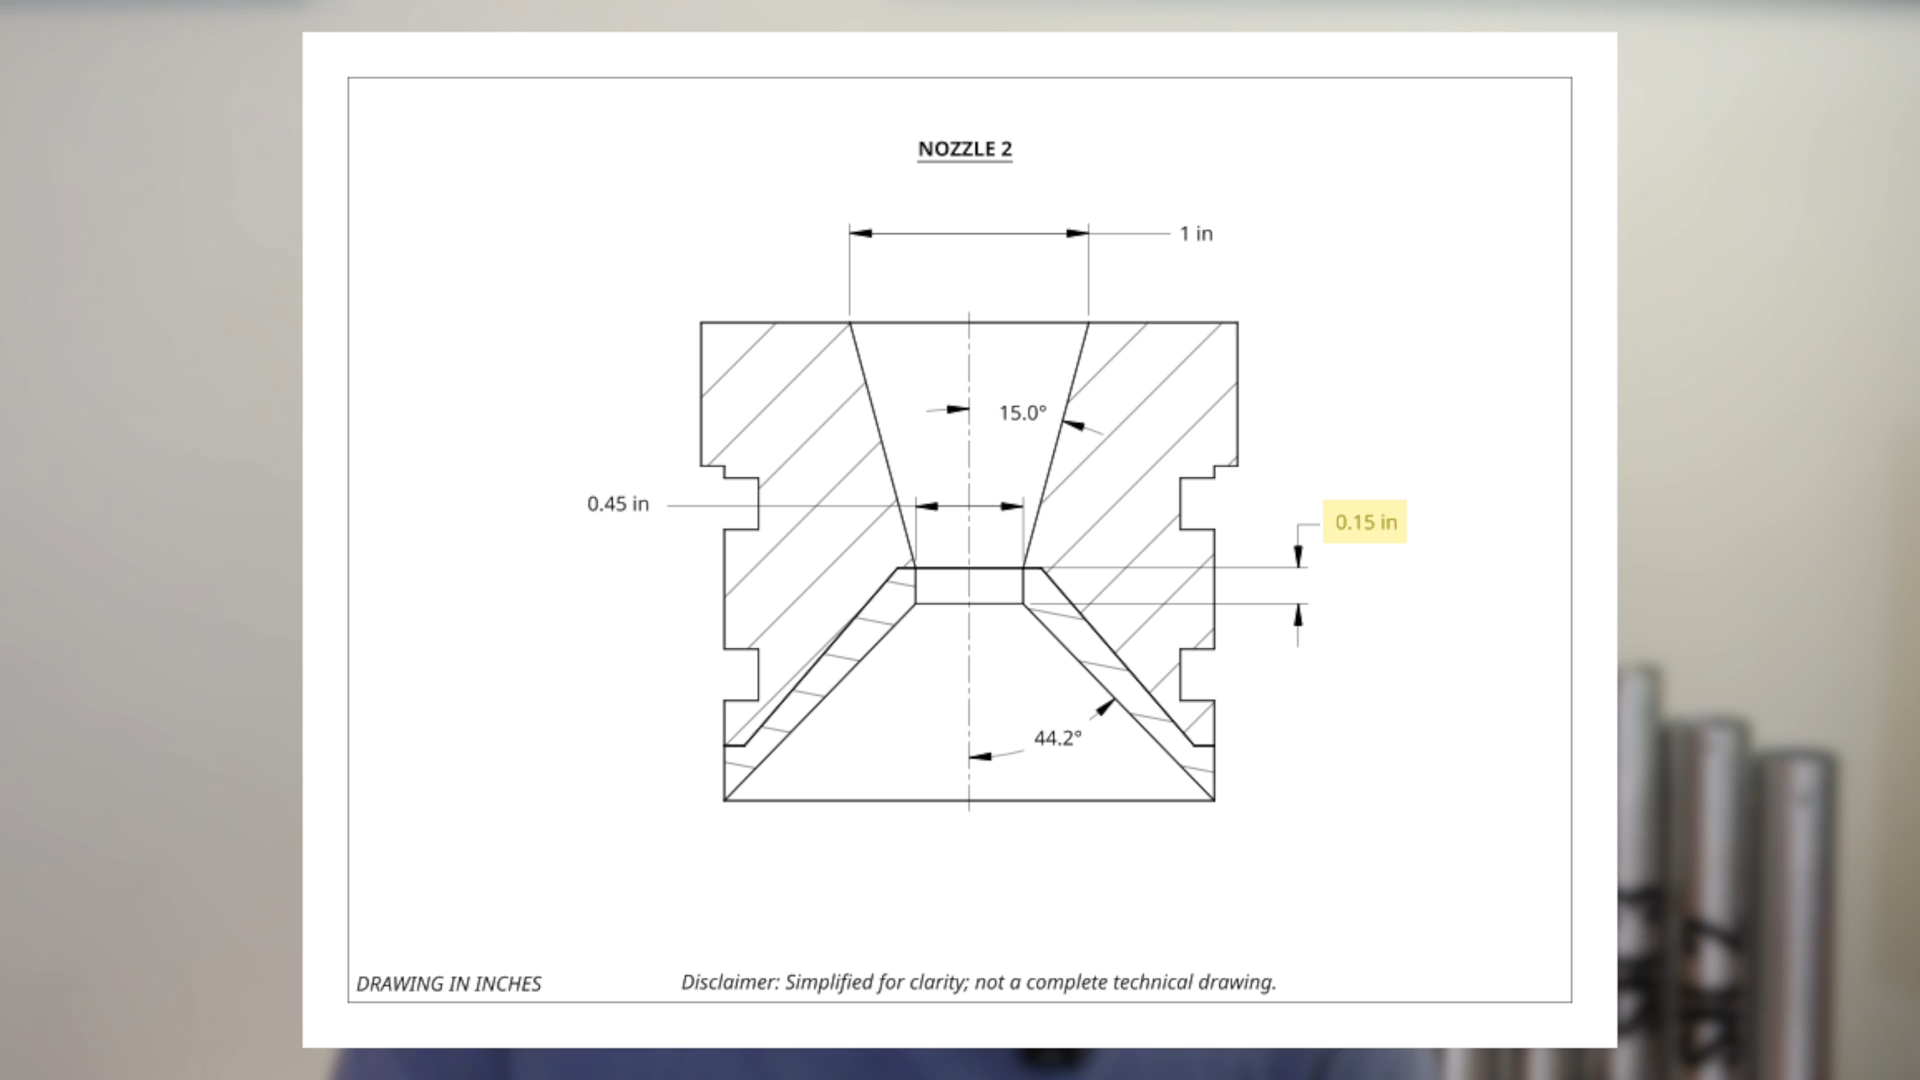 NOZZLE 2
1 in
15.0°
0.45 in
0.15 in
44.2°
DRAWING IN INCHES
Disclaimer: Simplified for clarity; not a complete technical drawing.